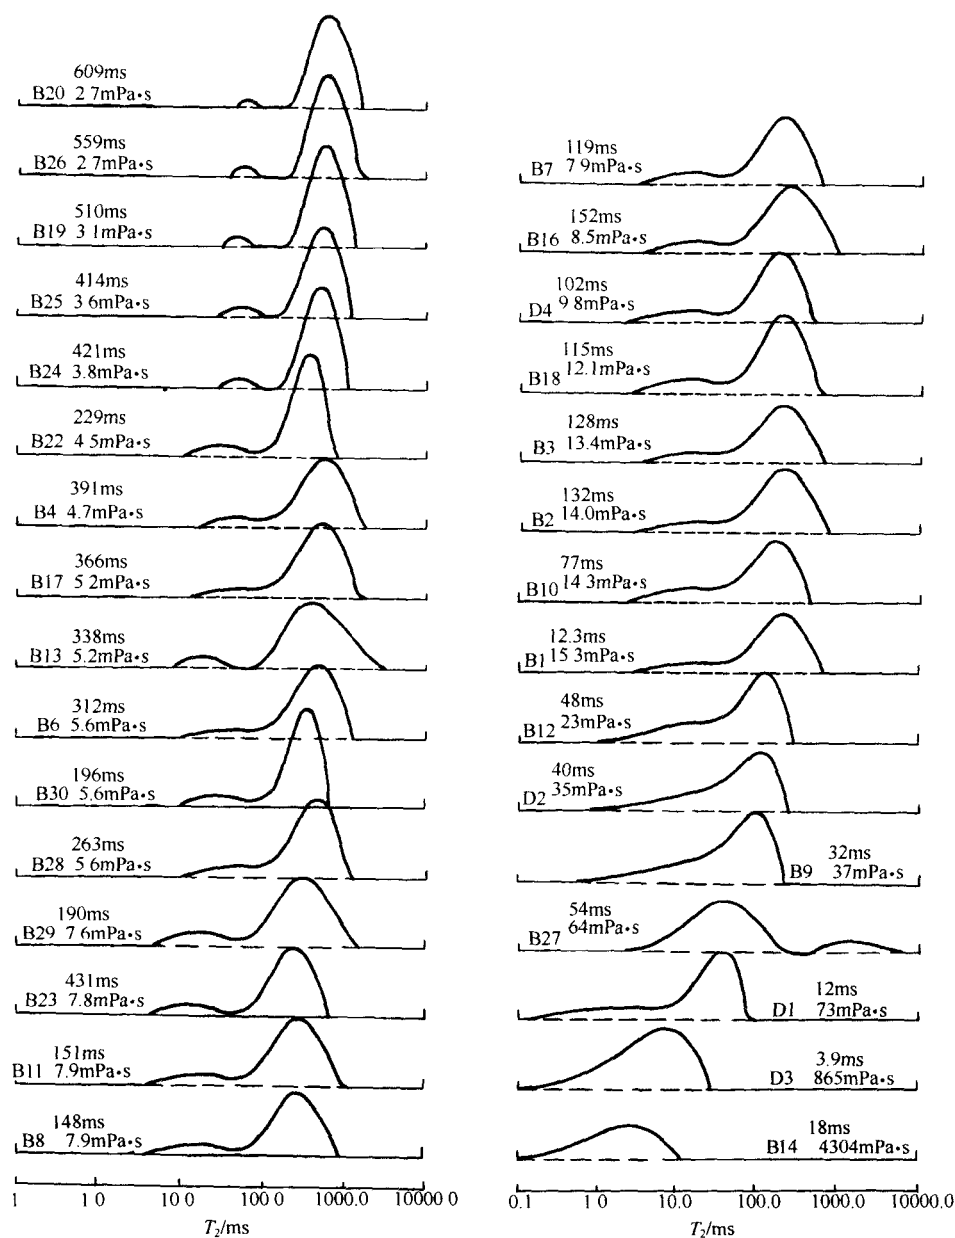 609ms
B20 2 7mPa•s
559ms
B26 2 7mPa•s
510ms
B19 3 1mPa•s
414ms
B25 3 6mPa•s
421ms
B24 3.8mPa•s
229ms
B22 4 5mPa•s
391ms
B4 4.7mPa•s
366ms
B17 5 2mPa•s
338ms
B13 5.2mPa•s
312ms
B6 5.6mPa•s
196ms
B30 5.6mPa•s
263ms
B28 5 6mPa•s
190ms
B29 7 6mPa•s
431ms
B23 7.8mPa•s
151ms
B11 7.9mPa•s
148ms
B8 7.9mPa•s
1 1 0 10 0 100 0 1000.0 10000 0
T₂/ms
119ms
B7 7 9mPa•s
152ms
B16 8.5mPa•s
102ms
D4 9 8mPa•s
115ms
B18 12.1mPa•s
128ms
B3 13.4mPa•s
132ms
B2 14.0mPa•s
77ms
B10 14 3mPa•s
12.3ms
B1 15 3mPa•s
48ms
B12 23mPa•s
40ms
D2 35mPa•s
32ms
B9 37mPa•s
54ms
B27 64mPa•s
12ms
D1 73mPa•s
3.9ms
D3 865mPa•s
18ms
B14 4304mPa•s
0.1 1 0 10.0 100.0 1000.0 10000.0
T₂/ms